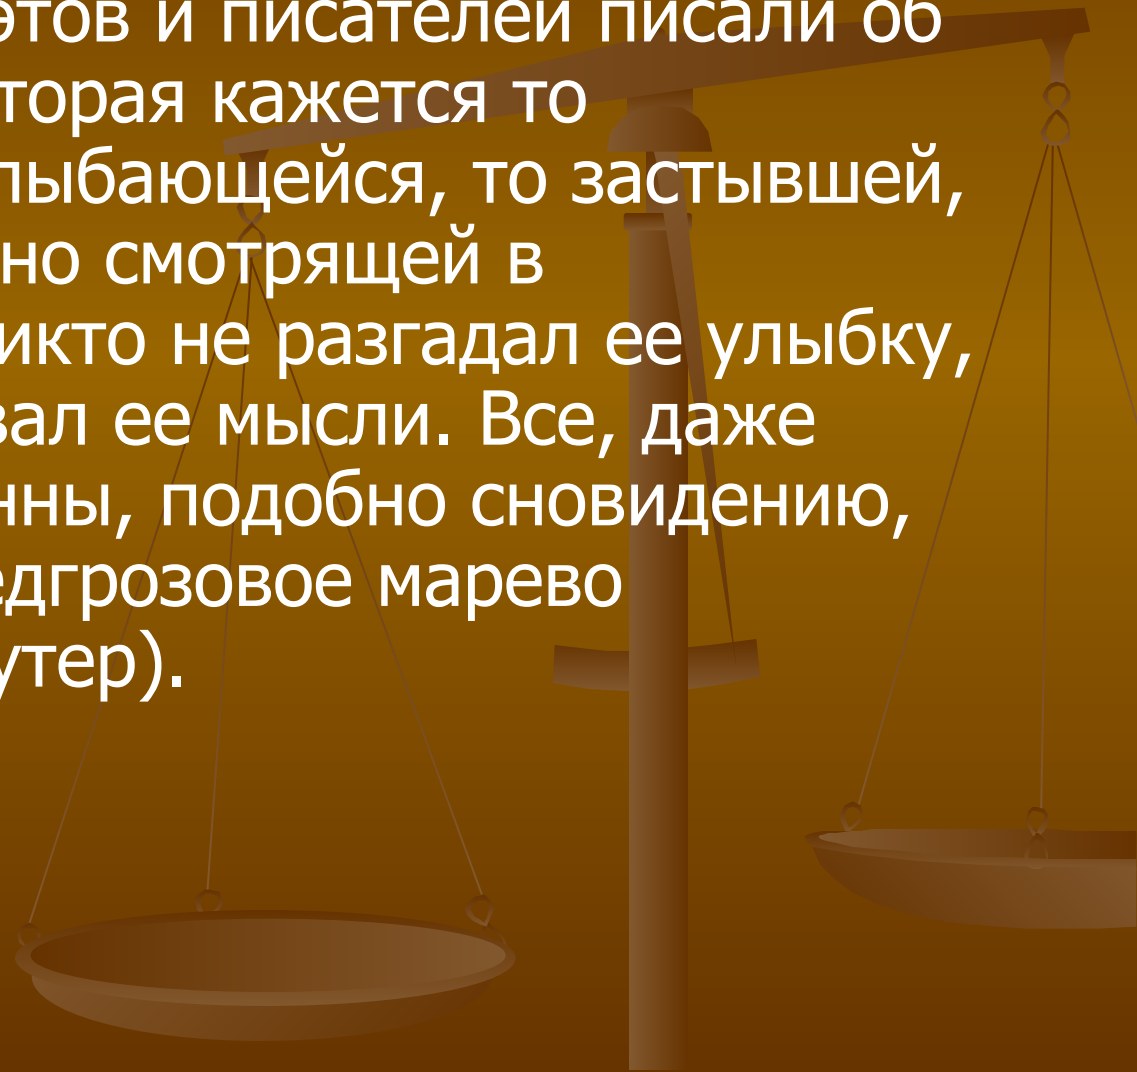 этов и писателей писали об
торая кажется то
лыбающейся, то застывшей,
но смотрящей в
икто не разгадал ее улыбку,
вал ее мысли. Все, даже
нны, подобно сновидению,
едгрозовое марево
утер).